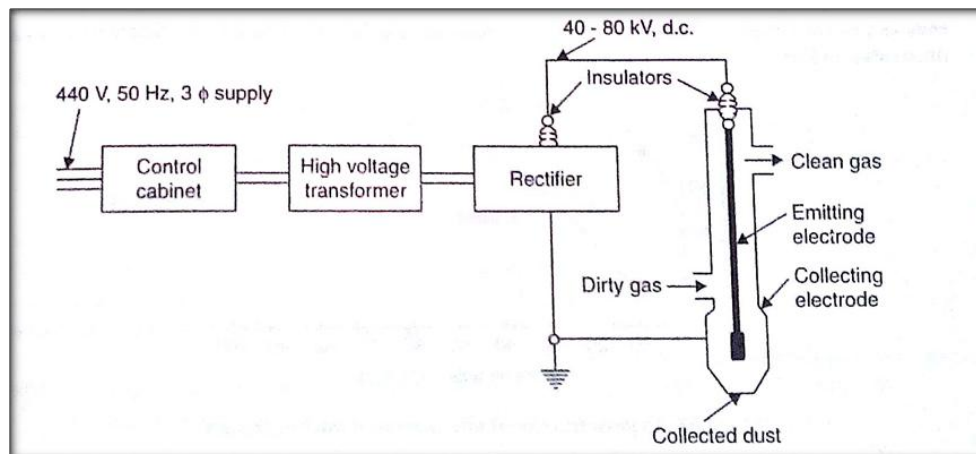 40 - 80 kV, d.c.
Insulators
440 V, 50 Hz, 3 ϕ supply
Control
cabinet
High voltage
transformer
Rectifier
Clean gas
Emitting
electrode
Dirty gas
Collecting
electrode
Collected dust